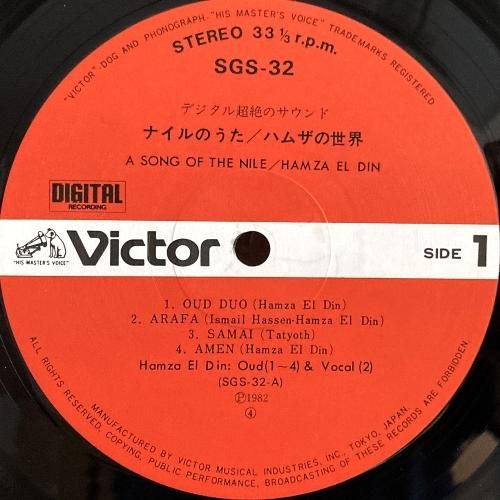 "VICTOR"-DOG AND PHONOGRAPH-"HIS MASTER'S VOICE" TRADEMARKS REGISTERED
STEREO 33 1/3 r.p.m.
SGS-32
デジタル超絶のサウンド
ナイルのうた/ハムザの世界
A SONG OF THE NILE/HAMZA EL DIN
DIGITAL
RECORDING
"HIS MASTER'S VOICE"
Victor
SIDE 1
1. OUD DUO (Hamza El Din)
2. ARAFA (Ismail Hassen-Hamza El Din)
3. SAMAI (Tatyoth)
4. AMEN (Hamza El Din)
Hamza El Din: Oud(1~4) & Vocal(2)
(SGS-32-A)
Ⓟ1982
④
MANUFACTURED BY VICTOR MUSICAL INDUSTRIES, INC., TOKYO, JAPAN.
ALL RIGHTS RESERVED. COPYING, PUBLIC PERFORMANCE, BROADCASTING OF THESE RECORDS ARE FORBIDDEN.